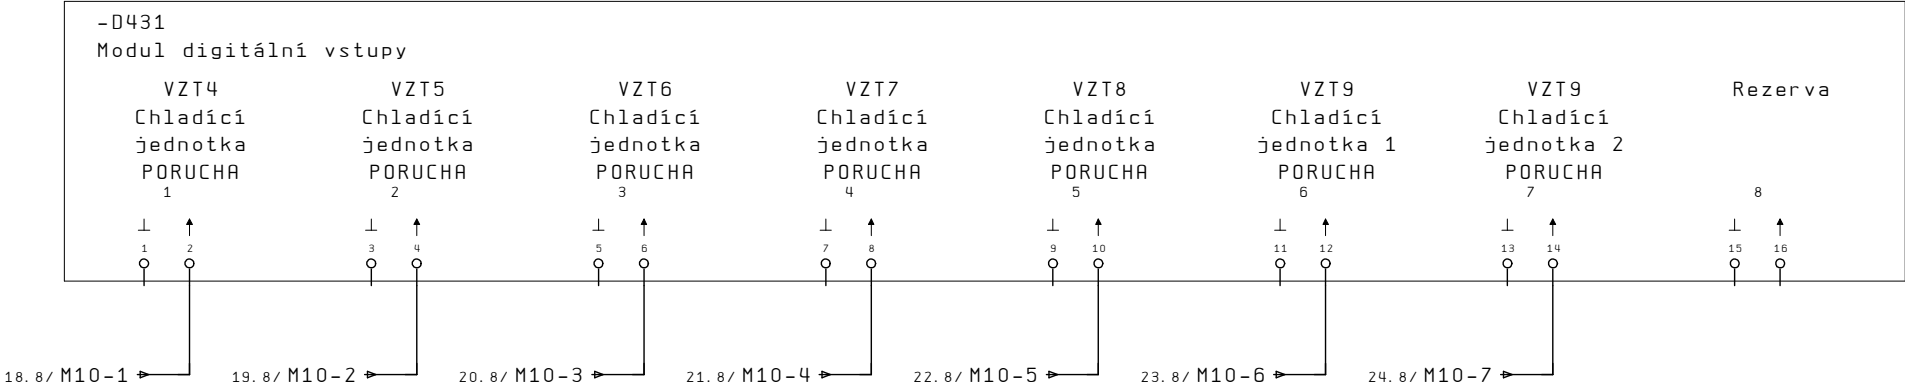 -D431
Modul digitální vstupy
VZT4 VZT5 VZT6 VZT7 VZT8 VZT9 VZT9 Rezerva
Chladící Chladící Chladící Chladící Chladící Chladící Chladící
jednotka jednotka jednotka jednotka jednotka jednotka 1 jednotka 2
PORUCHA PORUCHA PORUCHA PORUCHA PORUCHA PORUCHA PORUCHA
1 2 3 4 5 6 7 8
1 2 3 4 5 6 7 8 9 10 11 12 13 14 15 16
18.8/ M10-1 19.8/ M10-2 20.8/ M10-3 21.8/ M10-4 22.8/ M10-5 23.8/ M10-6 24.8/ M10-7